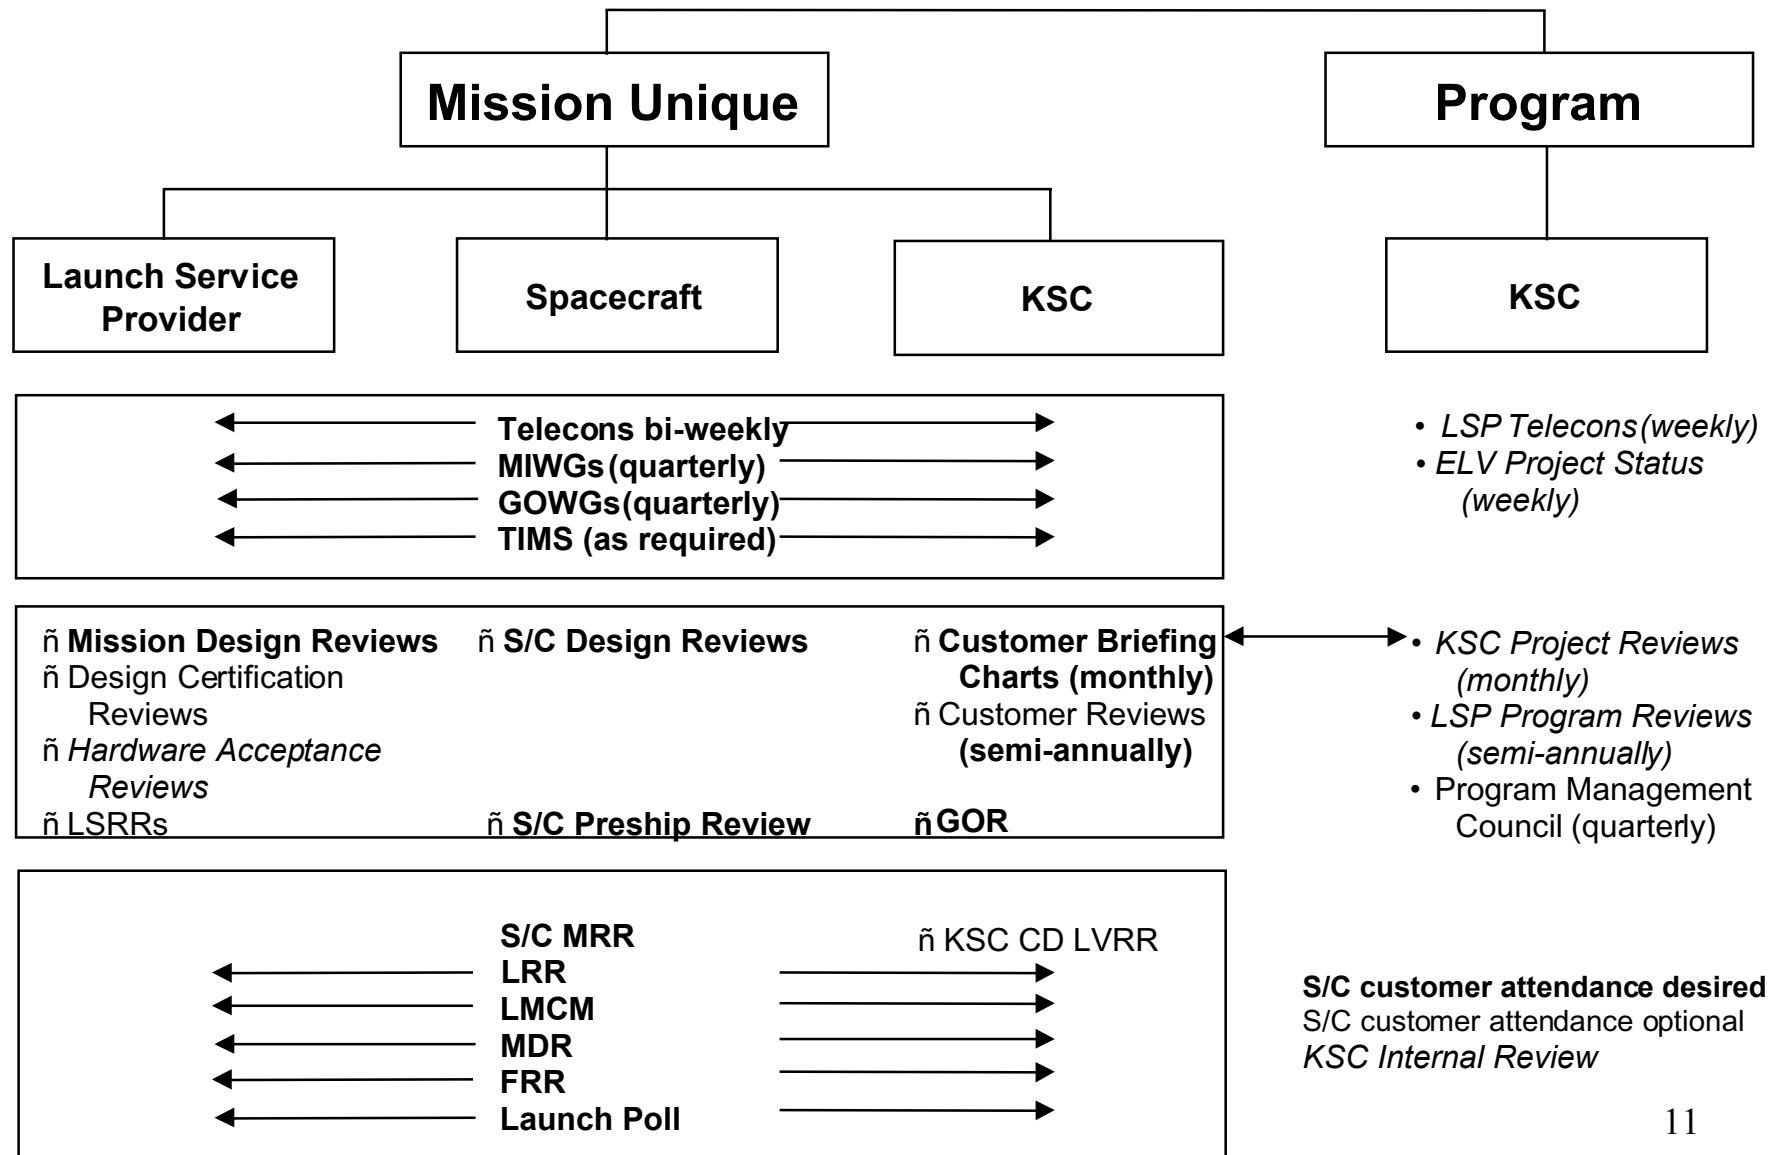 Mission Unique
Program
Launch Service
Provider
Spacecraft
KSC
KSC
Telecons bi-weekly
MIWGs (quarterly)
GOWGs (quarterly)
TIMS (as required)
• LSP Telecons (weekly)
• ELV Project Status
(weekly)
ñ Mission Design Reviews
ñ Design Certification
Reviews
ñ Hardware Acceptance
Reviews
ñ LSRRs
ñ S/C Design Reviews
ñ S/C Preship Review
ñ Customer Briefing
Charts (monthly)
ñ Customer Reviews
(semi-annually)
ñ GOR
• KSC Project Reviews
(monthly)
• LSP Program Reviews
(semi-annually)
• Program Management
Council (quarterly)
S/C MRR
LRR
LMCM
MDR
FRR
Launch Poll
ñ KSC CD LVRR
S/C customer attendance desired
S/C customer attendance optional
KSC Internal Review
11